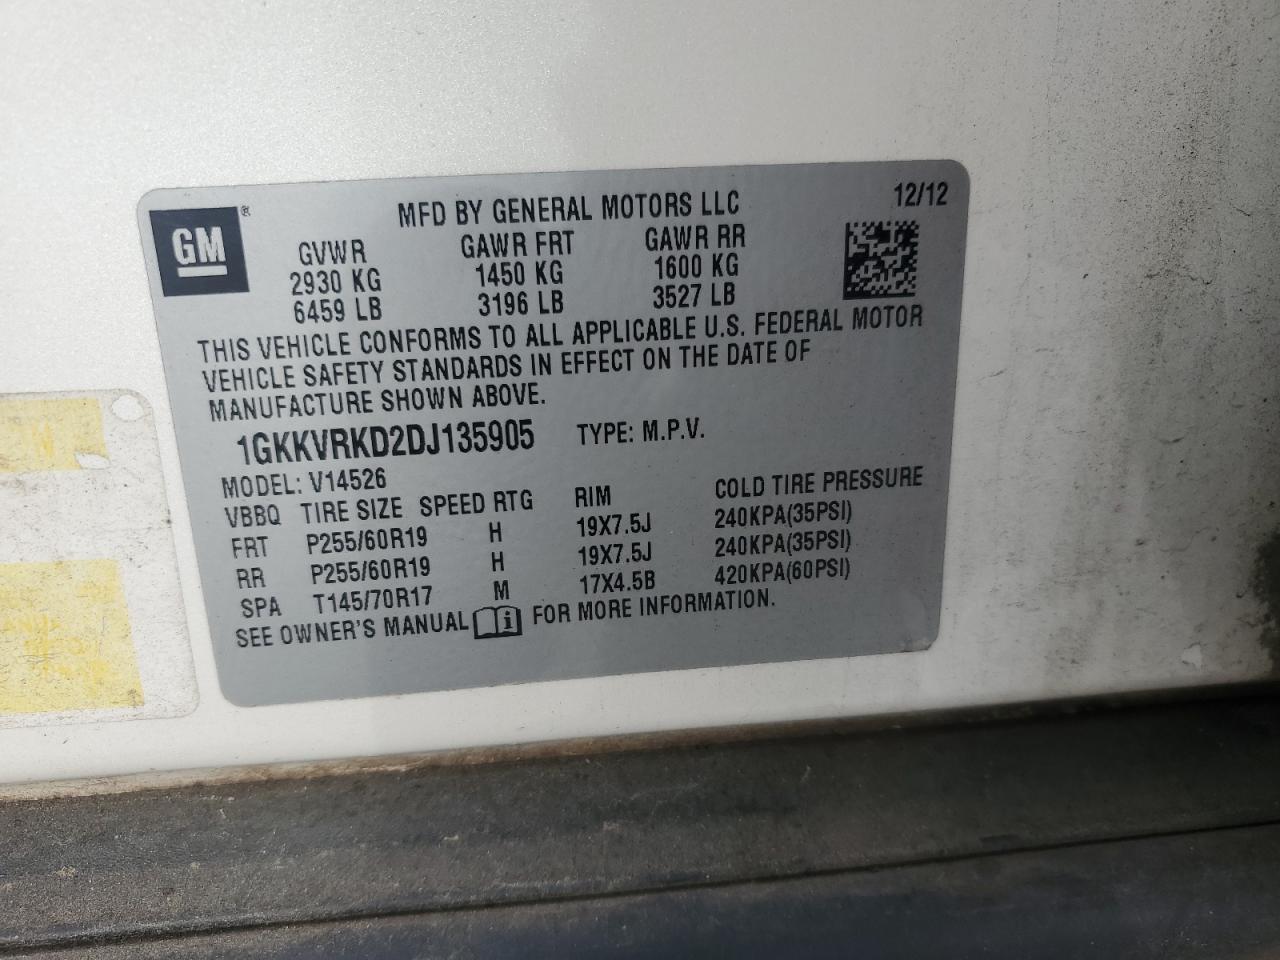 GM ®
MFD BY GENERAL MOTORS LLC 12/12
GVWR GAWR FRT GAWR RR
2930 KG 1450 KG 1600 KG
6459 LB 3196 LB 3527 LB
THIS VEHICLE CONFORMS TO ALL APPLICABLE U.S. FEDERAL MOTOR
VEHICLE SAFETY STANDARDS IN EFFECT ON THE DATE OF
MANUFACTURE SHOWN ABOVE.
1GKKVRKD2DJ135905 TYPE: M.P.V.
MODEL: V14526
VBBQ TIRE SIZE SPEED RTG RIM COLD TIRE PRESSURE
FRT P255/60R19 H 19X7.5J 240KPA(35PSI)
RR P255/60R19 H 19X7.5J 240KPA(35PSI)
SPA T145/70R17 M 17X4.5B 420KPA(60PSI)
SEE OWNER'S MANUAL i FOR MORE INFORMATION.